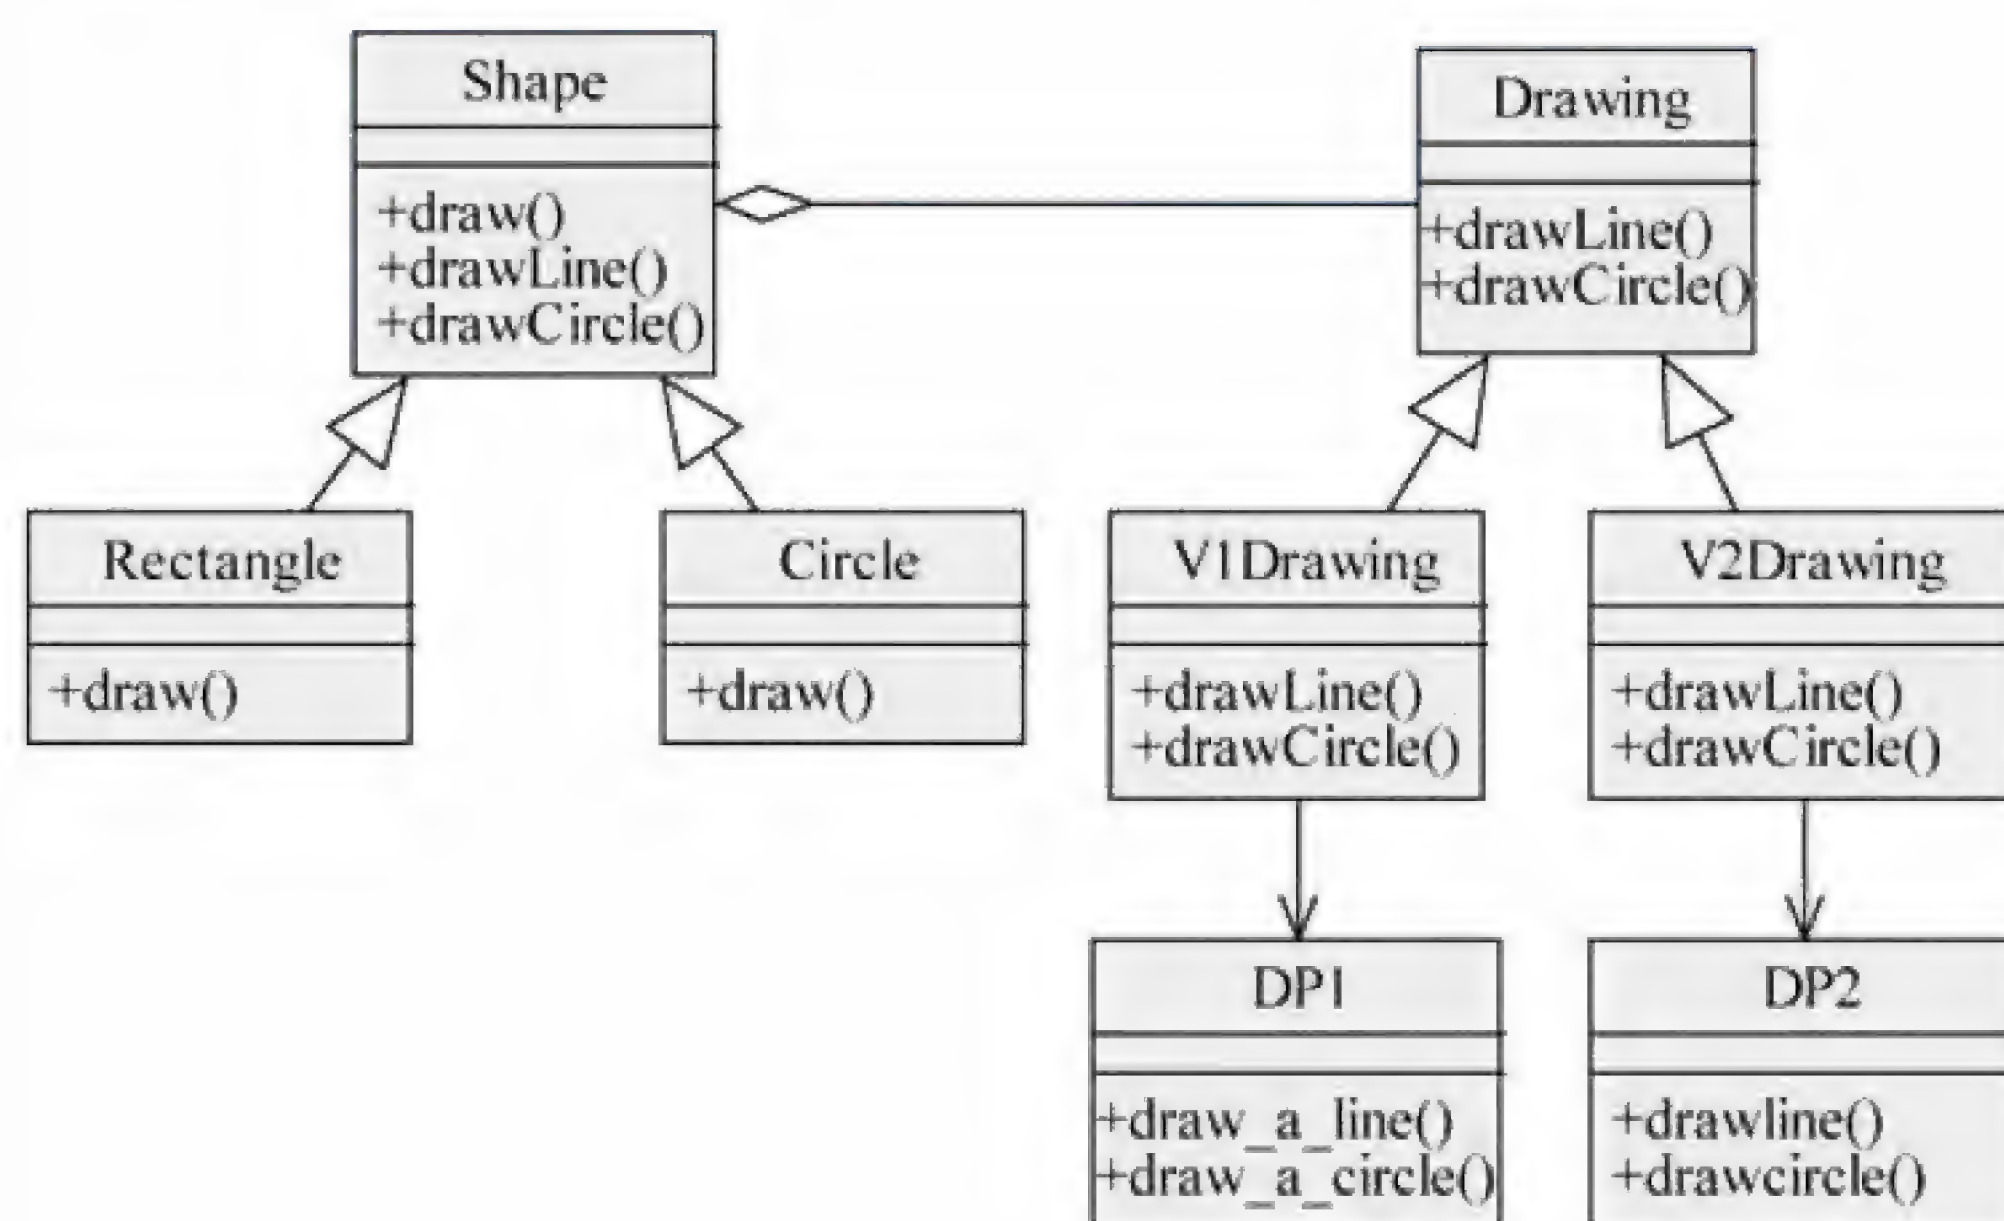 Shape
+draw()
+drawLine()
+drawCircle()
Drawing
+drawLine()
+drawCircle()
Rectangle
+draw()
Circle
+draw()
V1Drawing
+drawLine()
+drawCircle()
V2Drawing
+drawLine()
+drawCircle()
DP1
+draw_a_line()
+draw_a_circle()
DP2
+drawline()
+drawcircle()